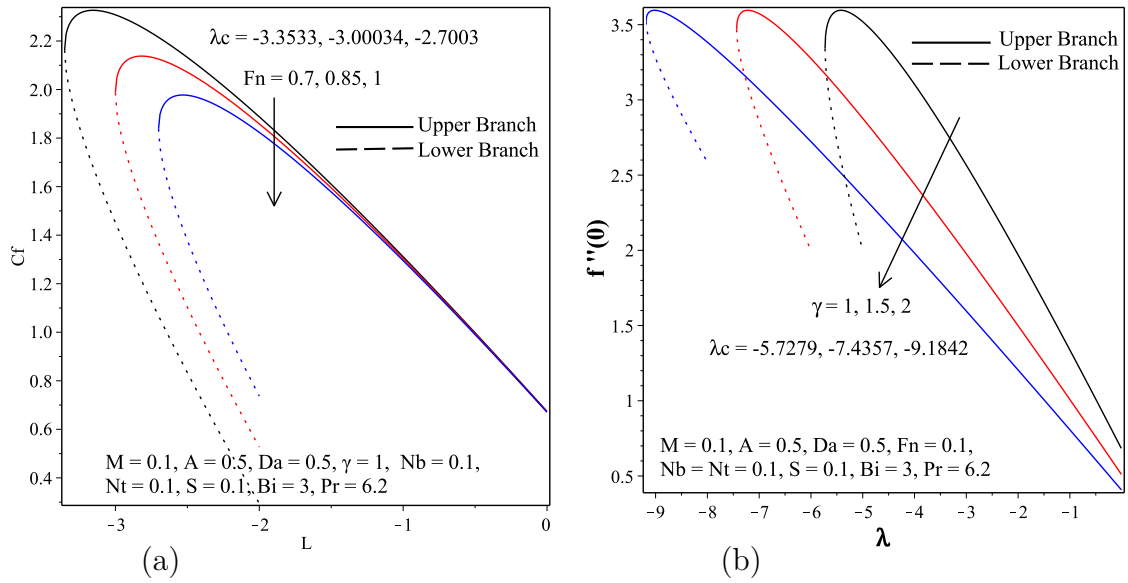 2.2
2.0
1.8
1.6
1.4
1.2
1.0
0.8
0.6
0.4
Cf
λc = -3.3533, -3.00034, -2.7003
Fn = 0.7, 0.85, 1
Upper Branch
Lower Branch
M = 0.1, A = 0.5, Da = 0.5, γ = 1, Nb = 0.1,
Nt = 0.1, S = 0.1, Bi = 3, Pr = 6.2
-3
-2
-1
0
L
(a)
3.5
3
2.5
2
1.5
1
0.5
f ''(0)
Upper Branch
Lower Branch
γ = 1, 1.5, 2
λc = -5.7279, -7.4357, -9.1842
M = 0.1, A = 0.5, Da = 0.5, Fn = 0.1,
Nb = Nt = 0.1, S = 0.1, Bi = 3, Pr = 6.2
-9
-8
-7
-6
-5
-4
-3
-2
-1
λ
(b)